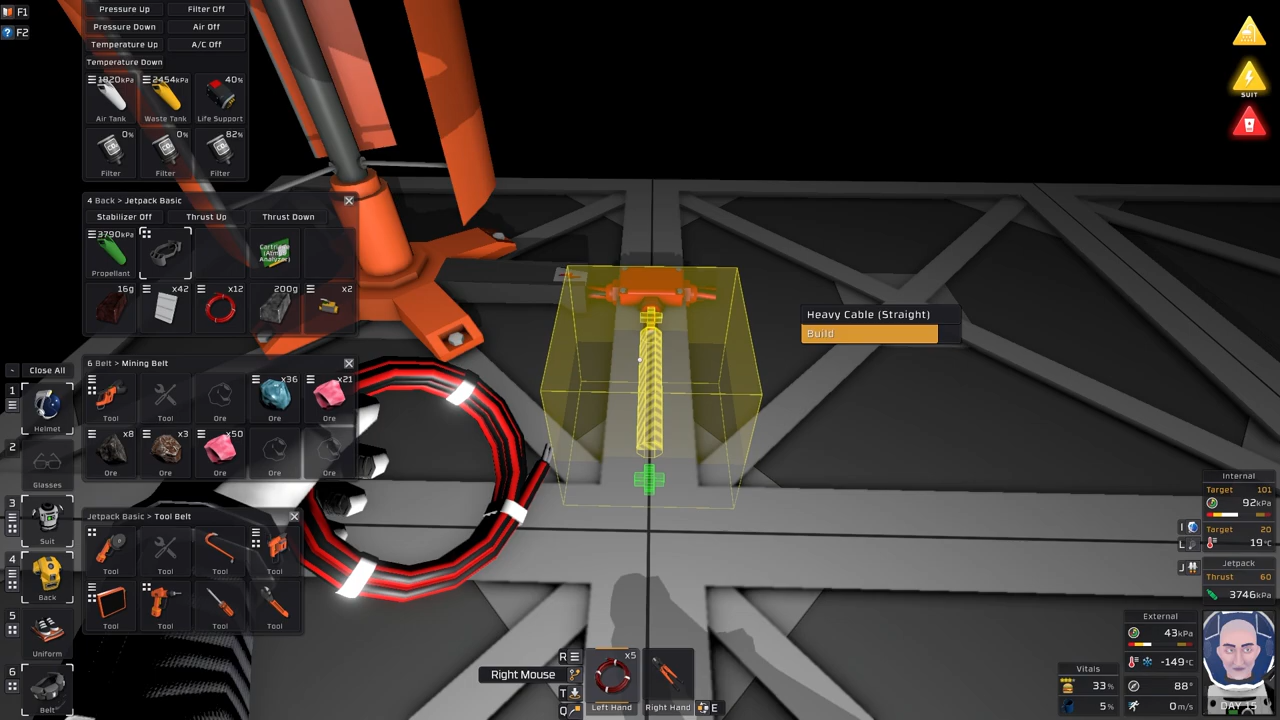 F1
F2
Pressure Up Filter Off
Pressure Down Air Off
Temperature Up A/C Off
Temperature Down
1820kPa 2454kPa 40%
Air Tank Waste Tank Life Support
0% 0% 82%
Filter Filter Filter
4 Back > Jetpack Basic
Stabilizer Off Thrust Up Thrust Down
3790kPa
Cartridge
(Atmos
Analyzer)
Propellant
16g x42 x12 200g x2
6 Belt > Mining Belt
x36 x21
Tool Tool Ore Ore Ore
x8 x3 x50
Ore Ore Ore Ore Ore
Jetpack Basic > Tool Belt
Tool Tool Tool Tool
Tool Tool Tool Tool
~ Close All
1
Helmet
2
Glasses
3
Suit
4
Back
5
Uniform
6
Belt
Heavy Cable (Straight)
Build
SUIT
Right Mouse
R
T
Q
x5
Left Hand Right Hand E
Internal
Target 101
92kPa
Target 20
19°C
I
L
J
Jetpack
Thrust 60
3746kPa
External
43kPa
-149°C
88°
0m/s
Vitals
33%
5%
DAY 15